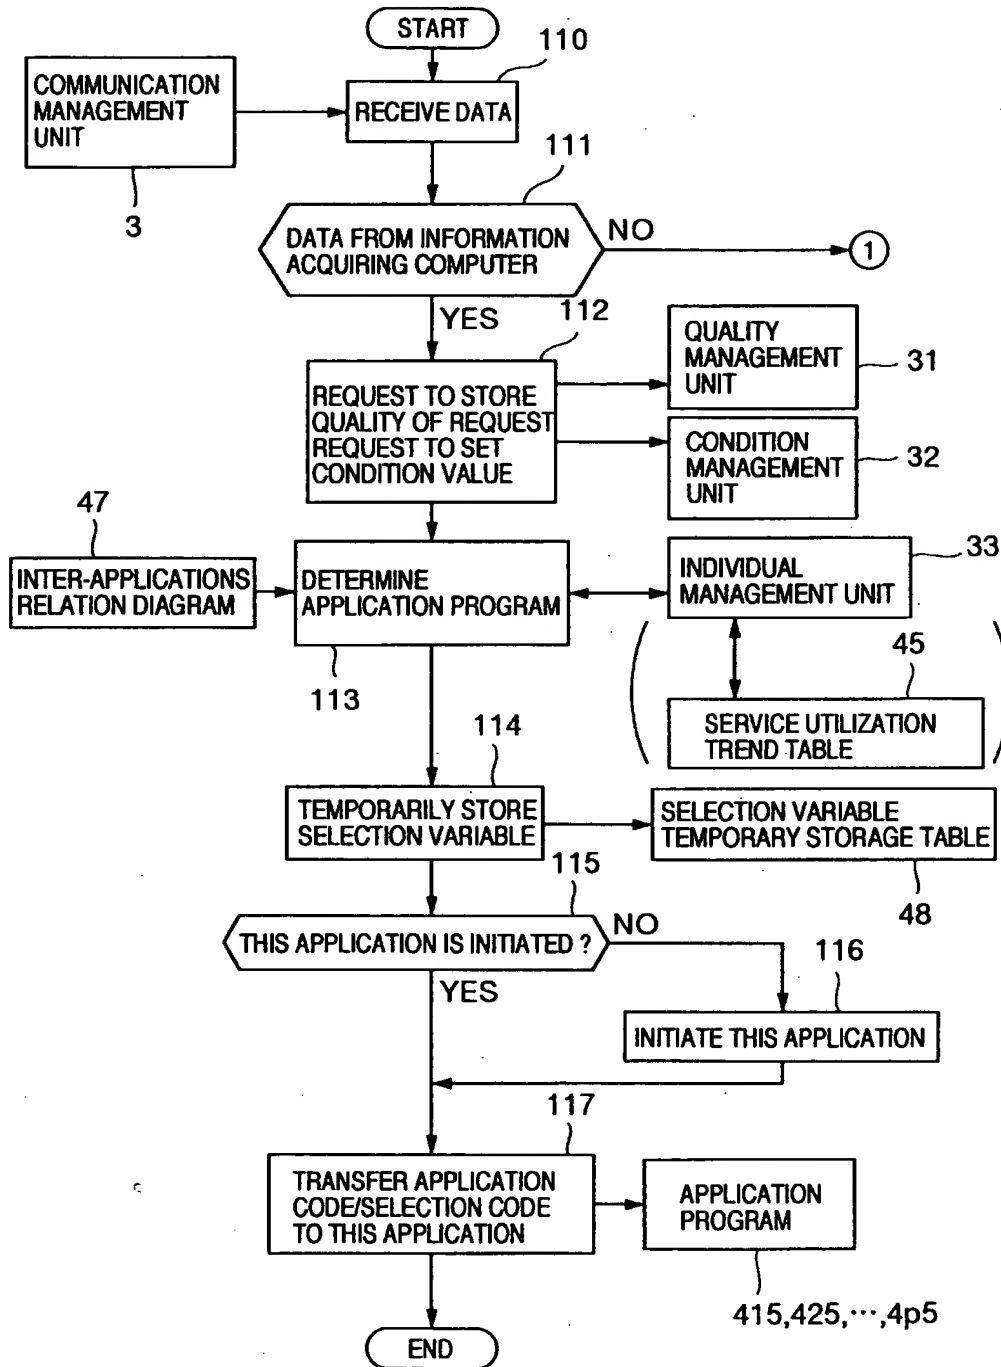 START
110
COMMUNICATION
MANAGEMENT
UNIT
RECEIVE DATA
3
111
DATA FROM INFORMATION
ACQUIRING COMPUTER
NO
1
YES
112
REQUEST TO STORE
QUALITY OF REQUEST
REQUEST TO SET
CONDITION VALUE
QUALITY
MANAGEMENT
UNIT
31
CONDITION
MANAGEMENT
UNIT
32
47
INTER-APPLICATIONS
RELATION DIAGRAM
DETERMINE
APPLICATION PROGRAM
113
INDIVIDUAL
MANAGEMENT UNIT
33
45
SERVICE UTILIZATION
TREND TABLE
114
TEMPORARILY STORE
SELECTION VARIABLE
SELECTION VARIABLE
TEMPORARY STORAGE TABLE
48
115
THIS APPLICATION IS INITIATED ?
NO
YES
116
INITIATE THIS APPLICATION
117
TRANSFER APPLICATION
CODE/SELECTION CODE
TO THIS APPLICATION
APPLICATION
PROGRAM
415,425,···,4p5
END